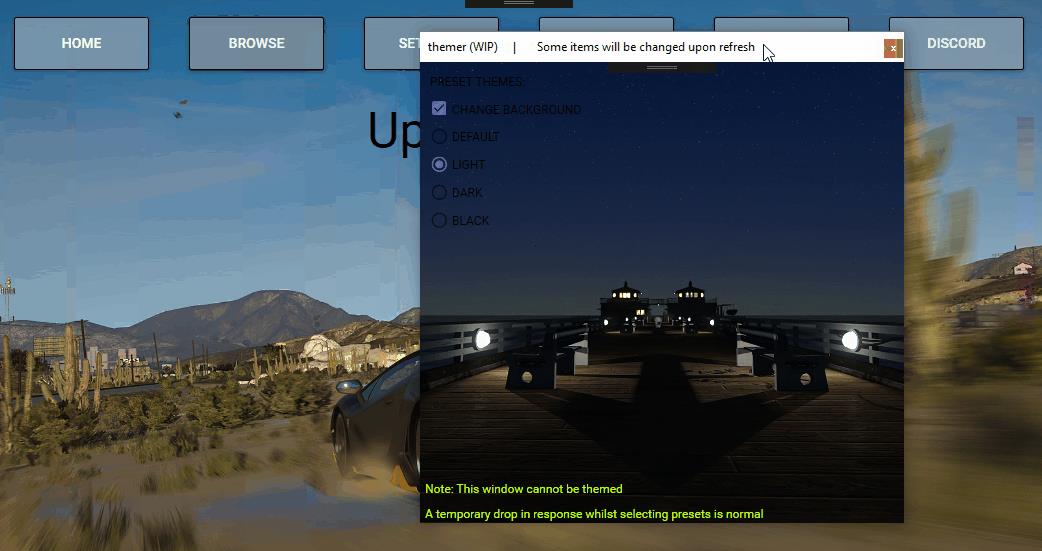 HOME
BROWSE
SET
DISCORD
themer (WIP) | Some items will be changed upon refresh
x
Up
PRESET THEMES:
CHANGE BACKGROUND
DEFAULT
LIGHT
DARK
BLACK
Note: This window cannot be themed
A temporary drop in response whilst selecting presets is normal